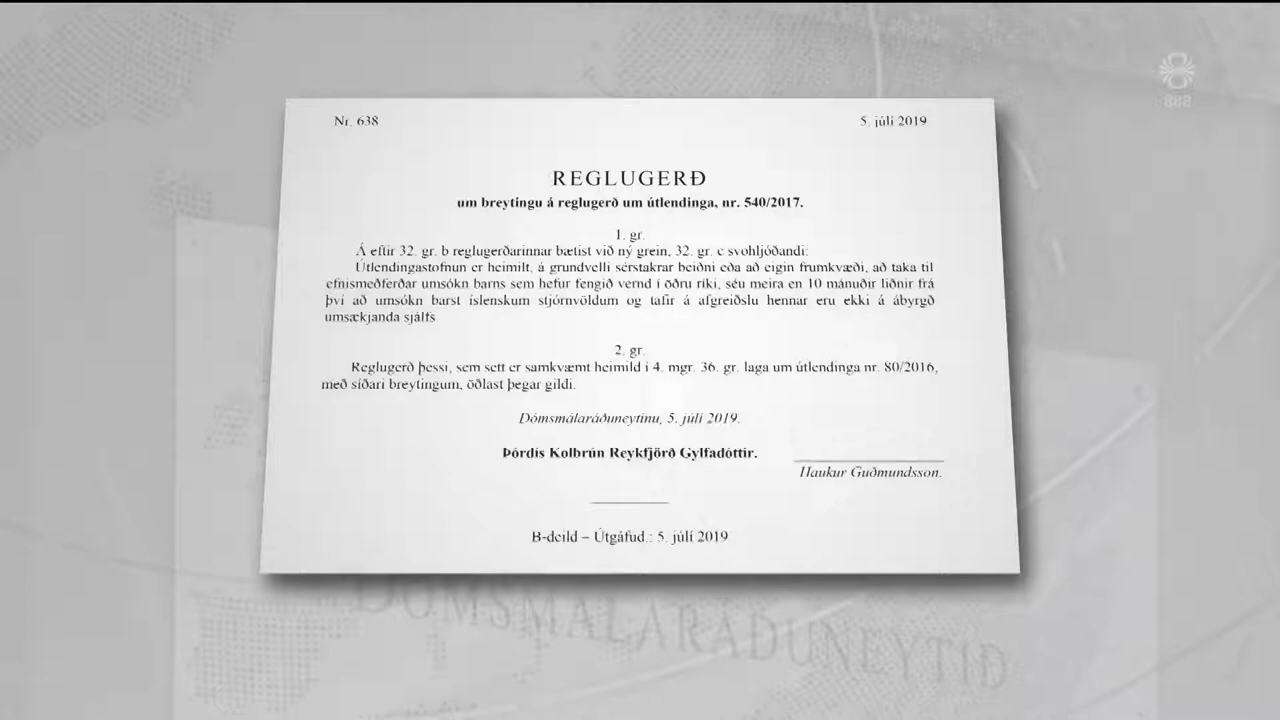 888
Nr. 638 5. júlí 2019
REGLUGERÐ
um breytingu á reglugerð um útlendinga, nr. 540/2017.
1. gr.
Á eftir 32. gr. b reglugerðarinnar bætist við ný grein, 32. gr. c svohljóðandi:
Útlendingastofnun er heimilt, á grundvelli sérstakrar beiðni eða að eigin frumkvæði, að taka til
efnismeðferðar umsókn barns sem hefur fengið vernd í öðru ríki, séu meira en 10 mánuðir liðnir frá
því að umsókn barst íslenskum stjórnvöldum og tafir á afgreiðslu hennar eru ekki á ábyrgð
umsækjanda sjálfs
2. gr.
Reglugerð þessi, sem sett er samkvæmt heimild í 4. mgr. 36. gr. laga um útlendinga nr. 80/2016,
með síðari breytingum, öðlast þegar gildi.
Dómsmálaráðuneytinu, 5. júlí 2019.
Þórdís Kolbrún Reykfjörð Gylfadóttir.
Haukur Guðmundsson.
B-deild – Útgáfud.: 5. júlí 2019
DÓMSMÁLARÁÐUNEYTIÐ